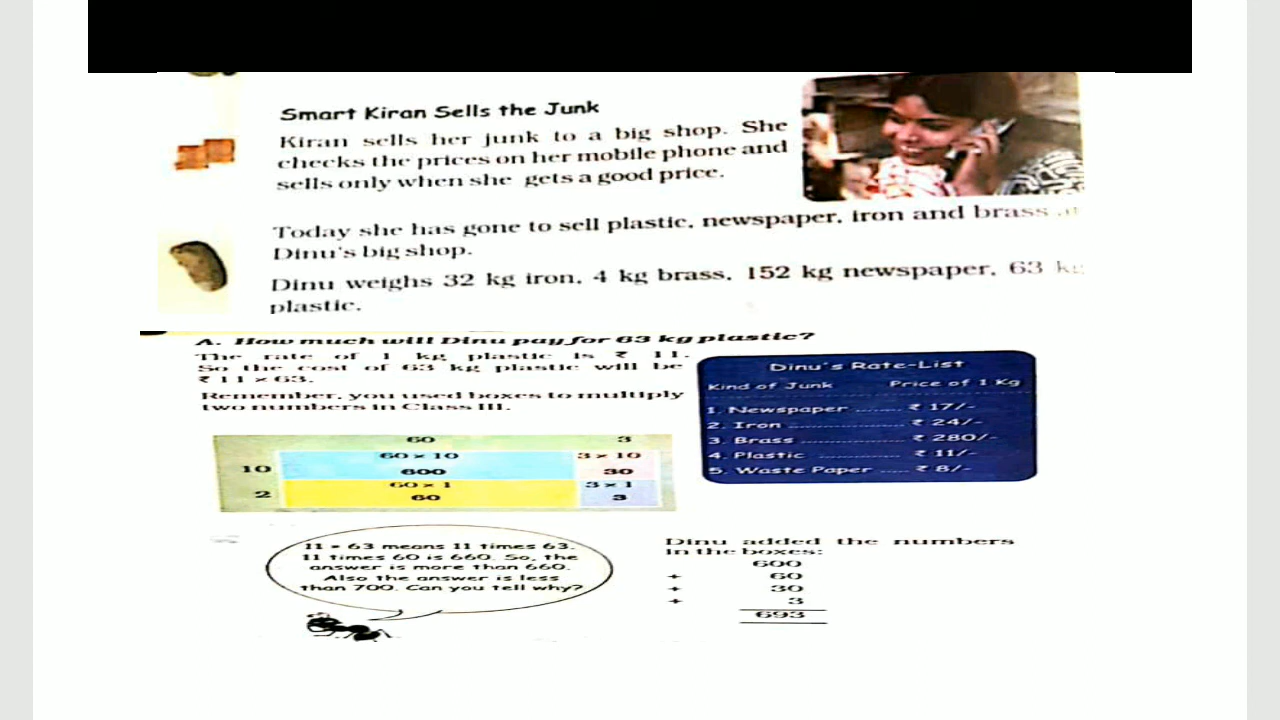 Smart Kiran Sells the Junk
Kiran sells her junk to a big shop. She
checks the prices on her mobile phone and
sells only when she gets a good price.
Today she has gone to sell plastic, newspaper, iron and brass at
Dinu's big shop.
Dinu weighs 32 kg iron, 4 kg brass, 152 kg newspaper, 63 kg
plastic.
A. How much will Dinu pay for 63 kg plastic?
The rate of 1 kg plastic is ₹ 11.
So the cost of 63 kg plastic will be
₹ 11 × 63.
Remember, you used boxes to multiply
two numbers in Class III.
60 3
60 × 10 3 × 10
10 600 30
60 × 1 3 × 1
2 60 3
Dinu's Rate-List
Kind of Junk Price of 1 Kg
1. Newspaper ........ ₹ 17/-
2. Iron .................... ₹ 24/-
3. Brass .................. ₹ 280/-
4. Plastic .............. ₹ 11/-
5. Waste Paper ..... ₹ 8/-
11 × 63 means 11 times 63.
11 times 60 is 660. So, the
answer is more than 660.
Also the answer is less
than 700. Can you tell why?
Dinu added the numbers
in the boxes:
600
+ 60
+ 30
+ 3
693